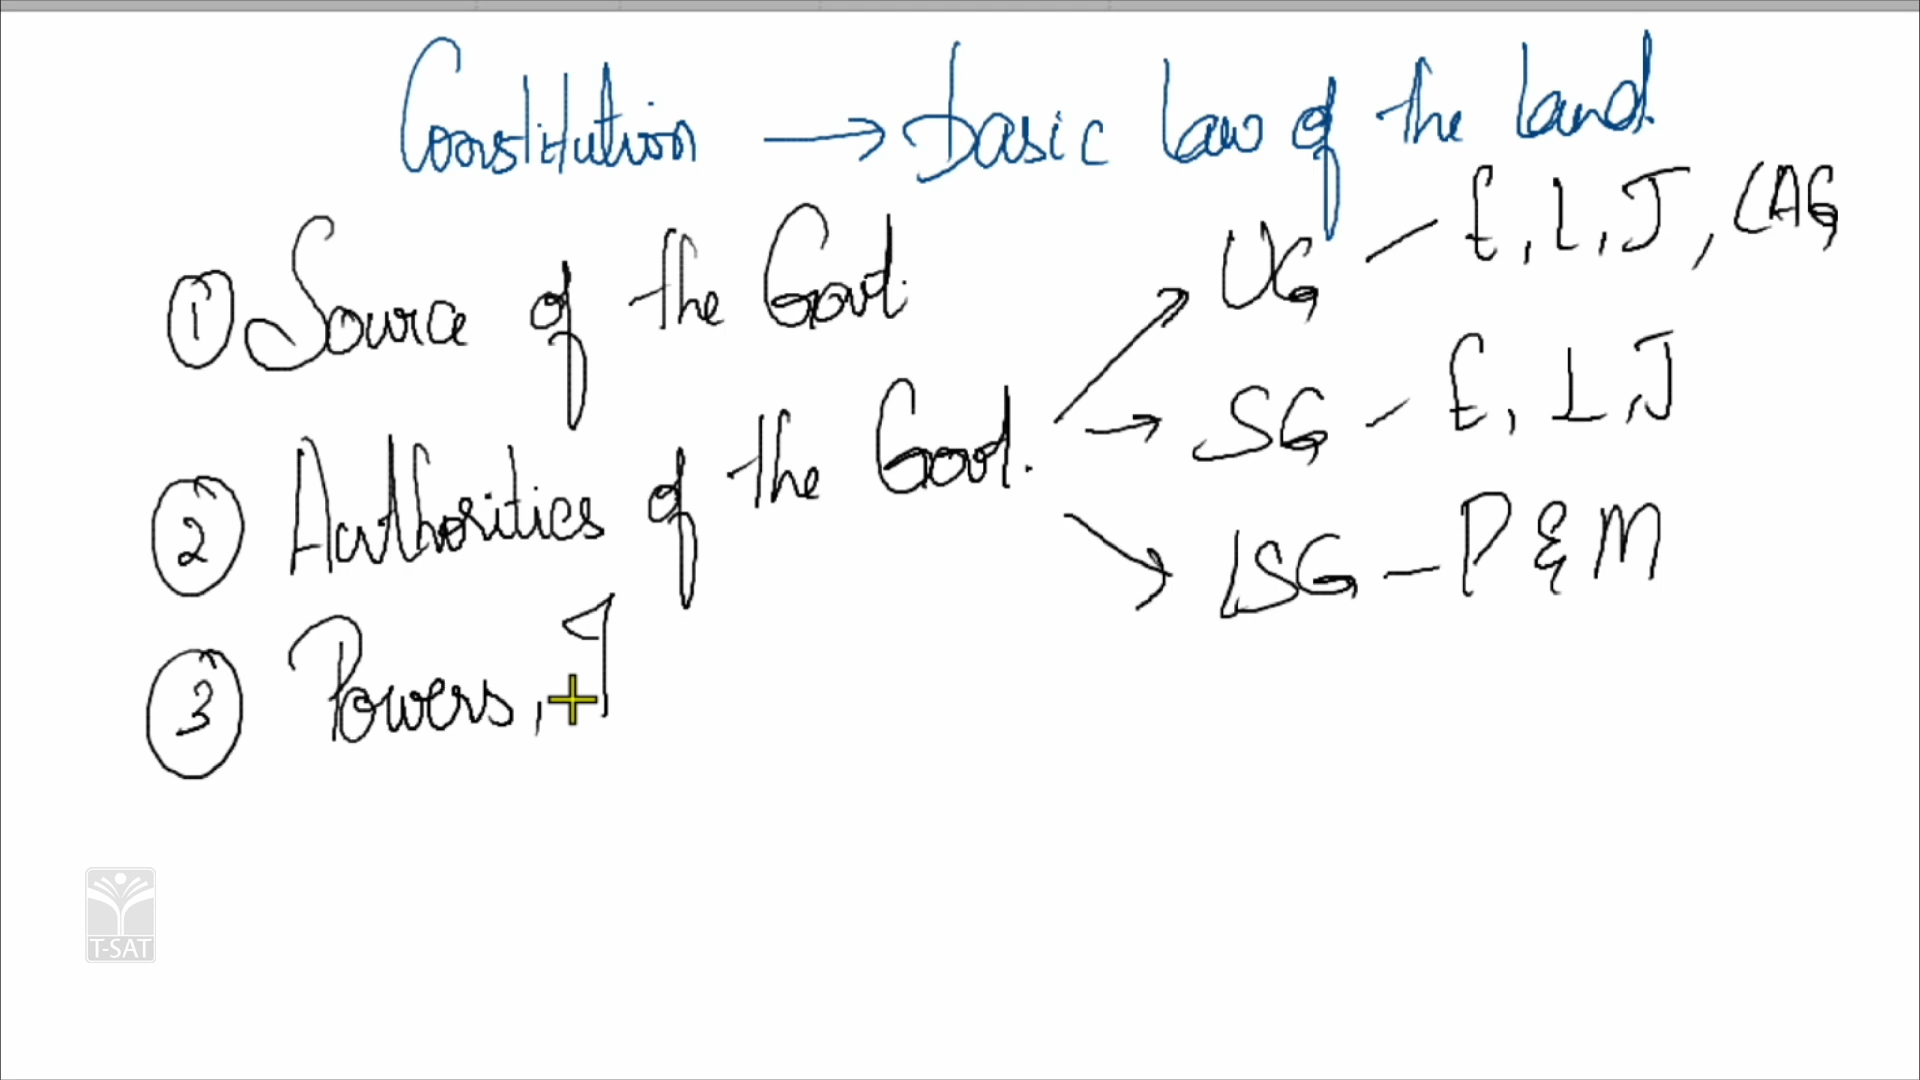 Constitution → basic law of the land.
① Source of the Govt.
② Authorities of the Govt.
→ UG - E, L, J, CAG
→ SG - E, L, J
→ LSG - P & M
③ Powers,
T-SAT